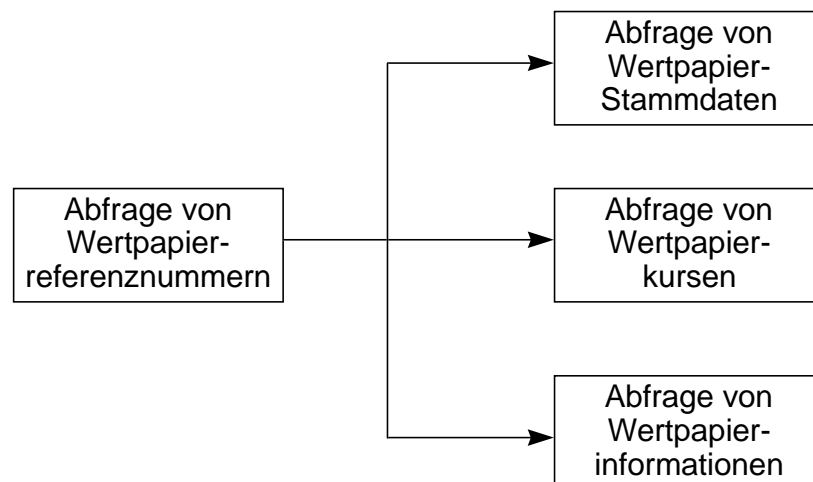 Abfrage von
Wertpapier-
Stammdaten
Abfrage von
Wertpapier-
referenznummern
Abfrage von
Wertpapier-
kursen
Abfrage von
Wertpapier-
informationen